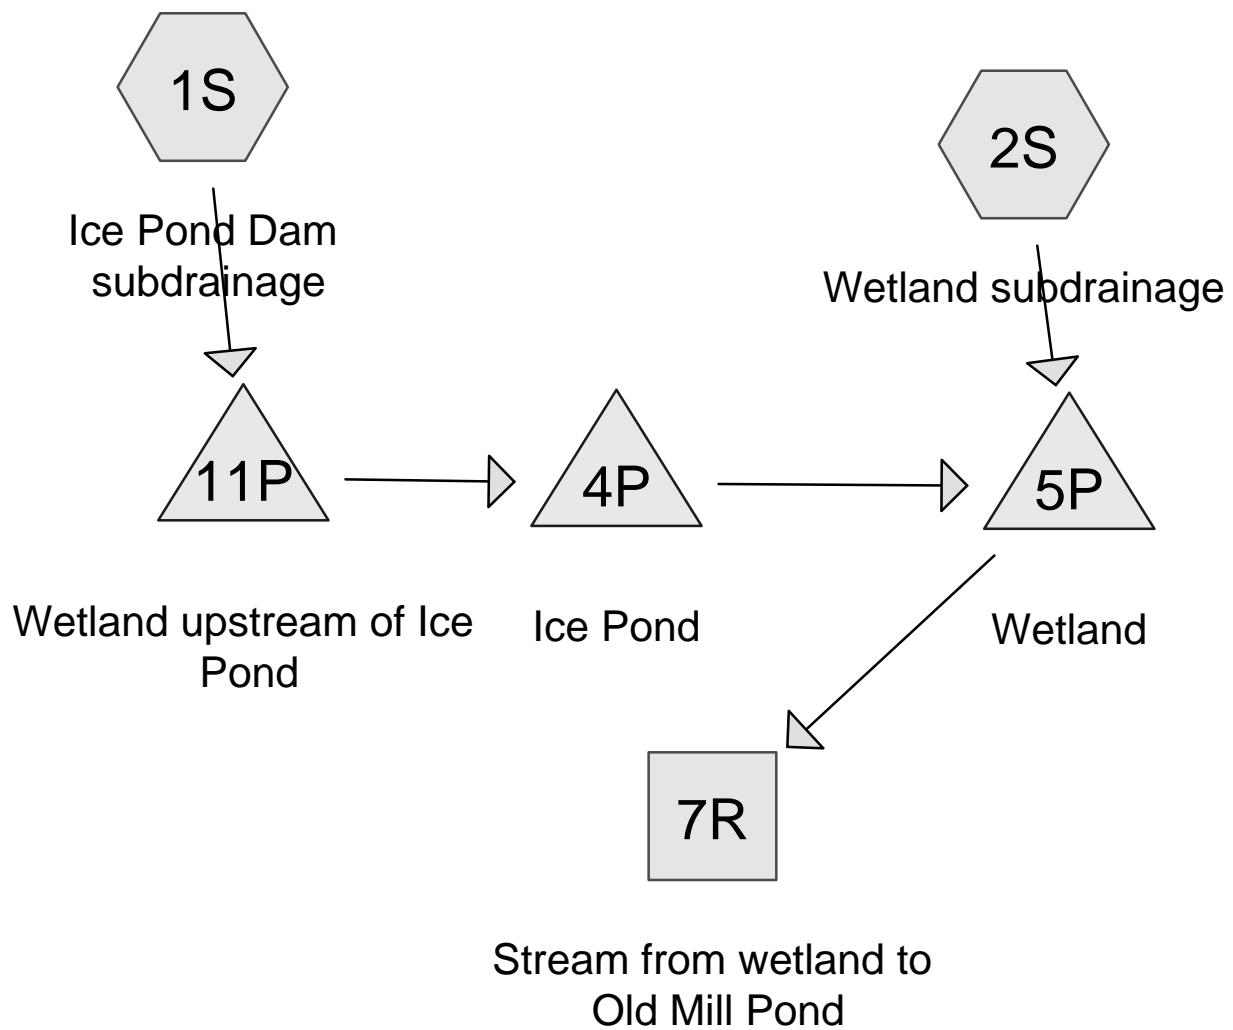 1S
2S
Ice Pond Dam
subdrainage
Wetland subdrainage
11P
4P
5P
Wetland upstream of Ice
Pond
Ice Pond
Wetland
7R
Stream from wetland to
Old Mill Pond